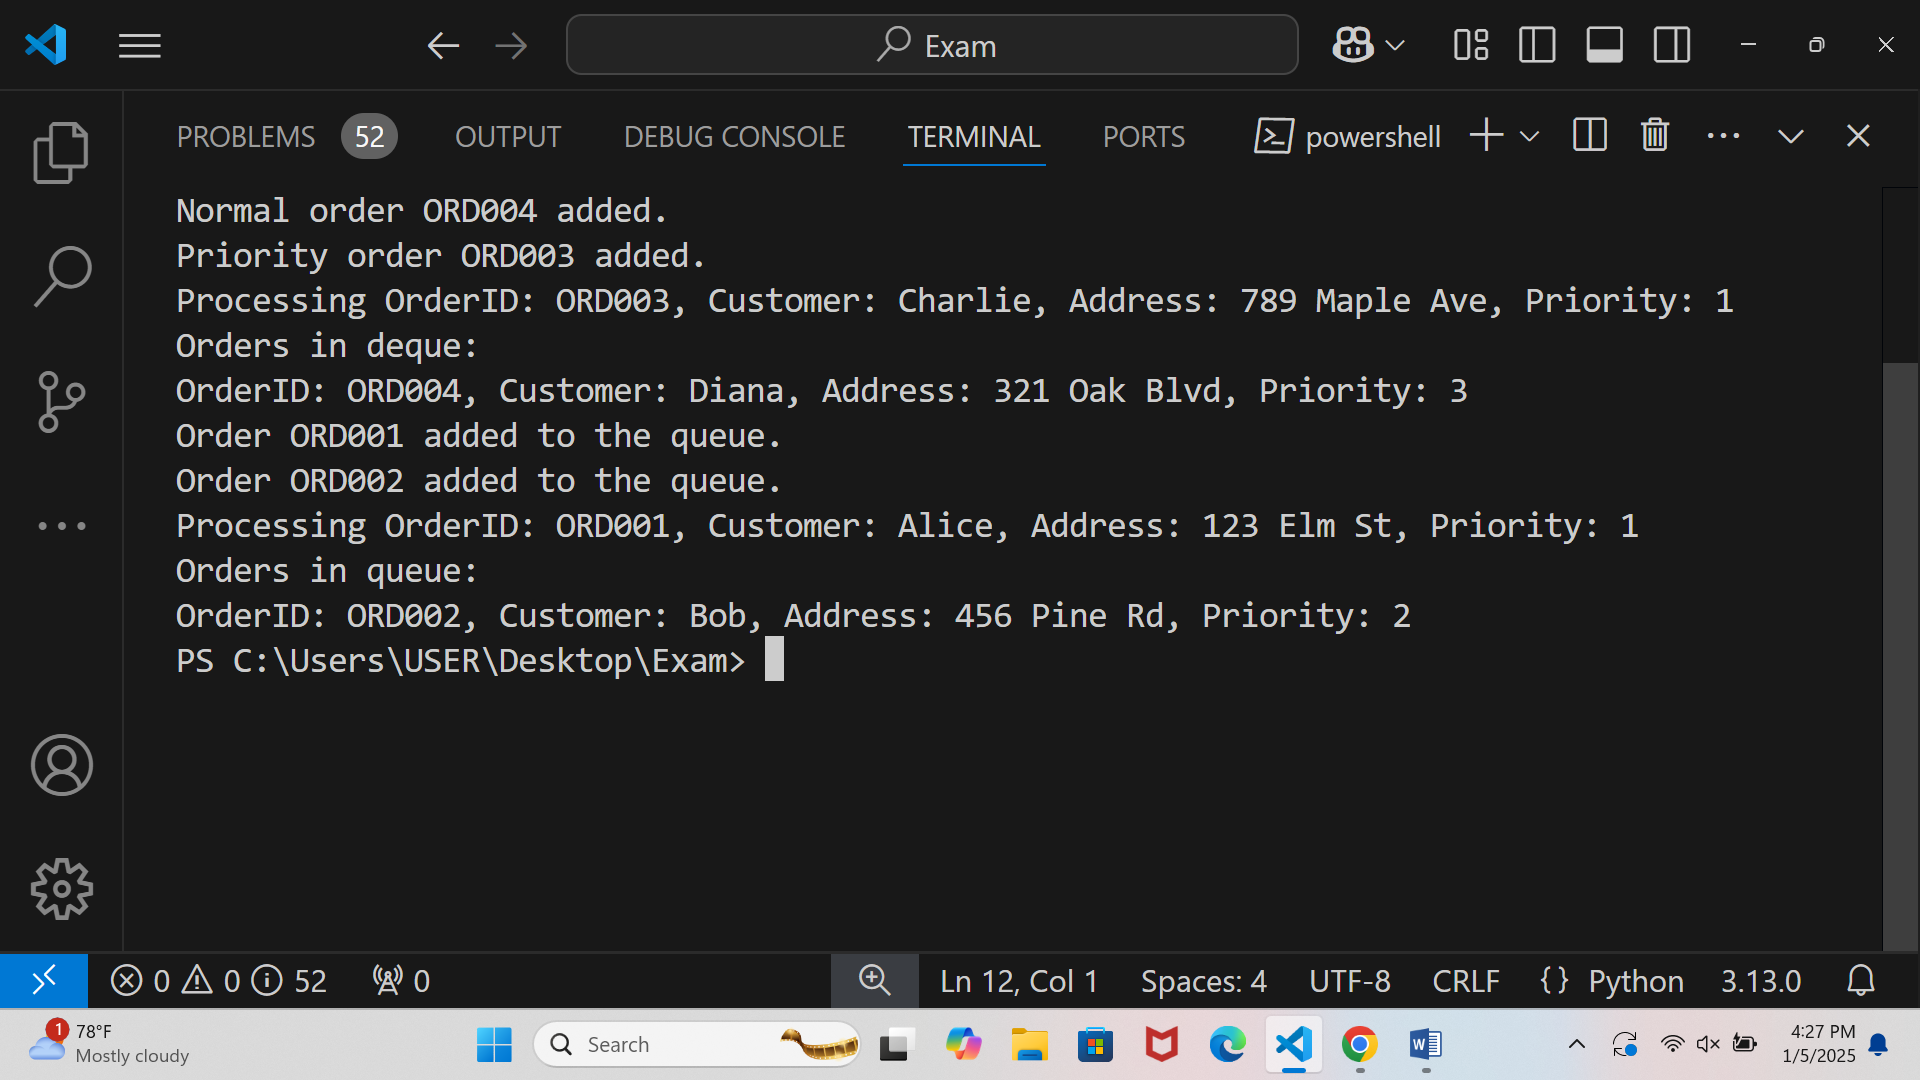 Exam
PROBLEMS 52 OUTPUT DEBUG CONSOLE TERMINAL PORTS powershell
Normal order ORD004 added.
Priority order ORD003 added.
Processing OrderID: ORD003, Customer: Charlie, Address: 789 Maple Ave, Priority: 1
Orders in deque:
OrderID: ORD004, Customer: Diana, Address: 321 Oak Blvd, Priority: 3
Order ORD001 added to the queue.
Order ORD002 added to the queue.
Processing OrderID: ORD001, Customer: Alice, Address: 123 Elm St, Priority: 1
Orders in queue:
OrderID: ORD002, Customer: Bob, Address: 456 Pine Rd, Priority: 2
PS C:\Users\USER\Desktop\Exam>
0 0 52 0 Ln 12, Col 1 Spaces: 4 UTF-8 CRLF {} Python 3.13.0
1 78°F
Mostly cloudy
Search
W
4:27 PM
1/5/2025